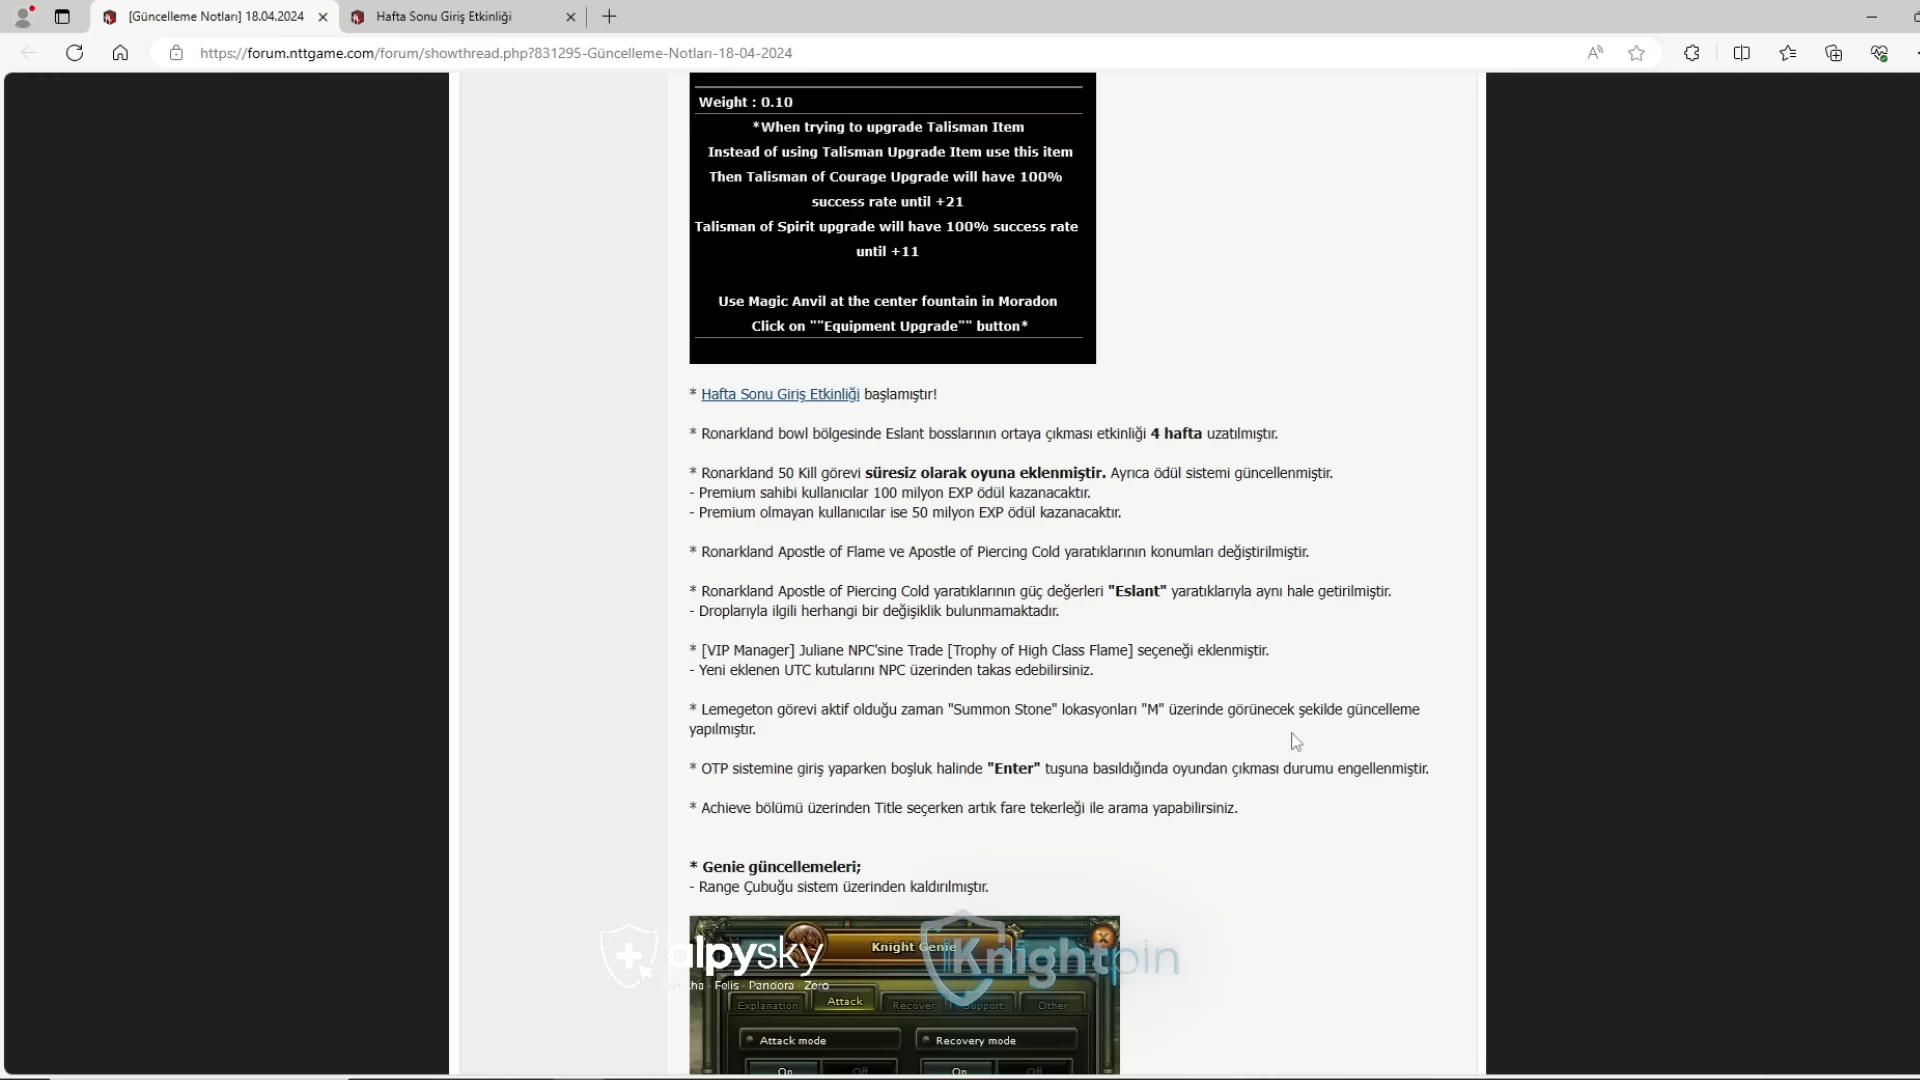 [Güncelleme Notları] 18.04.2024
Hafta Sonu Giriş Etkinliği
https://forum.nttgame.com/forum/showthread.php?831295-Güncelleme-Notları-18-04-2024
Weight : 0.10
*When trying to upgrade Talisman Item
Instead of using Talisman Upgrade Item use this item
Then Talisman of Courage Upgrade will have 100%
success rate until +21
Talisman of Spirit upgrade will have 100% success rate
until +11
Use Magic Anvil at the center fountain in Moradon
Click on ""Equipment Upgrade"" button*
* Hafta Sonu Giriş Etkinliği başlamıştır!
* Ronarkland bowl bölgesinde Eslant bosslarının ortaya çıkması etkinliği 4 hafta uzatılmıştır.
* Ronarkland 50 Kill görevi süresiz olarak oyuna eklenmiştir. Ayrıca ödül sistemi güncellenmiştir.
- Premium sahibi kullanıcılar 100 milyon EXP ödül kazanacaktır.
- Premium olmayan kullanıcılar ise 50 milyon EXP ödül kazanacaktır.
* Ronarkland Apostle of Flame ve Apostle of Piercing Cold yaratıklarının konumları değiştirilmiştir.
* Ronarkland Apostle of Piercing Cold yaratıklarının güç değerleri "Eslant" yaratıklarıyla aynı hale getirilmiştir.
- Droplarıyla ilgili herhangi bir değişiklik bulunmamaktadır.
* [VIP Manager] Juliane NPC'sine Trade [Trophy of High Class Flame] seçeneği eklenmiştir.
- Yeni eklenen UTC kutularını NPC üzerinden takas edebilirsiniz.
* Lemegeton görevi aktif olduğu zaman "Summon Stone" lokasyonları "M" üzerinde görünecek şekilde güncelleme
yapılmıştır.
* OTP sistemine giriş yaparken boşluk halinde "Enter" tuşuna basıldığında oyundan çıkması durumu engellenmiştir.
* Achieve bölümü üzerinden Title seçerken artık fare tekerleği ile arama yapabilirsiniz.
* Genie güncellemeleri;
- Range Çubuğu sistem üzerinden kaldırılmıştır.
Knight Genie
alpysky
Felis · Pandora · Zero
Knightpin
Explanation Attack Recover Support Other
Attack mode Recovery mode
On Off On Off